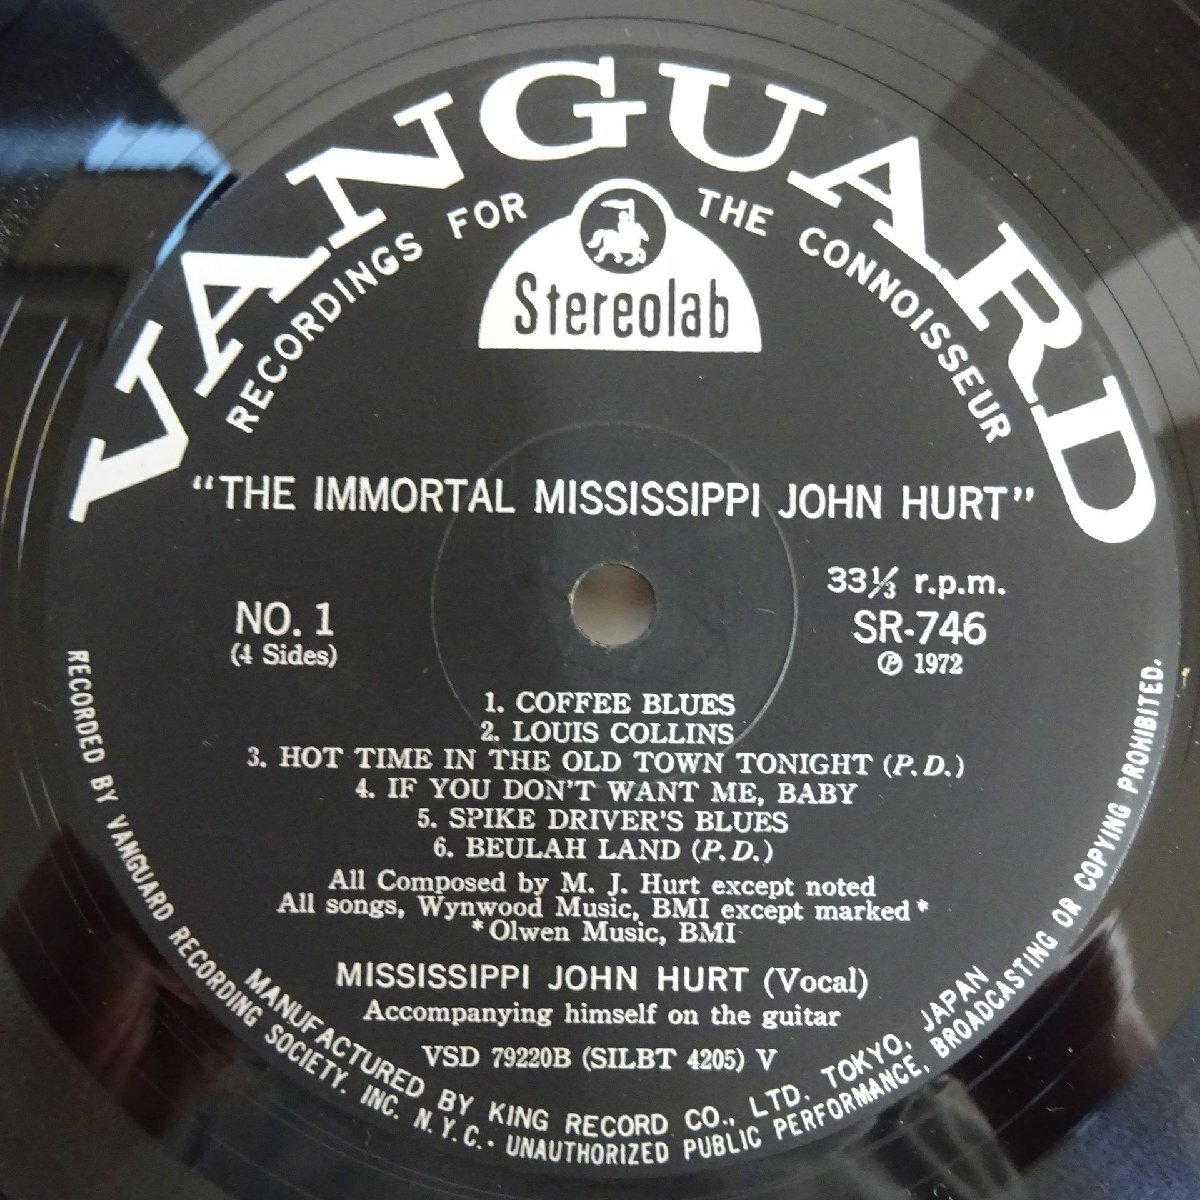 VANGUARD
RECORDINGS FOR THE CONNOISSEUR
Stereolab
"THE IMMORTAL MISSISSIPPI JOHN HURT"
33⅓ r.p.m.
NO. 1
SR-746
(4 Sides)
℗ 1972
1. COFFEE BLUES
2. LOUIS COLLINS
3. HOT TIME IN THE OLD TOWN TONIGHT (P.D.)
4. IF YOU DON'T WANT ME, BABY
5. SPIKE DRIVER'S BLUES
6. BEULAH LAND (P.D.)
All Composed by M. J. Hurt except noted
All songs, Wynwood Music, BMI except marked*
*Olwen Music, BMI
MISSISSIPPI JOHN HURT (Vocal)
Accompanying himself on the guitar
VSD 79220B (SILBT 4205) V
MANUFACTURED BY KING RECORD CO., LTD. TOKYO, JAPAN
RECORDED BY VANGUARD RECORDING SOCIETY. INC. N.Y.C. · UNAUTHORIZED PUBLIC PERFORMANCE, BROADCASTING OR COPYING PROHIBITED.